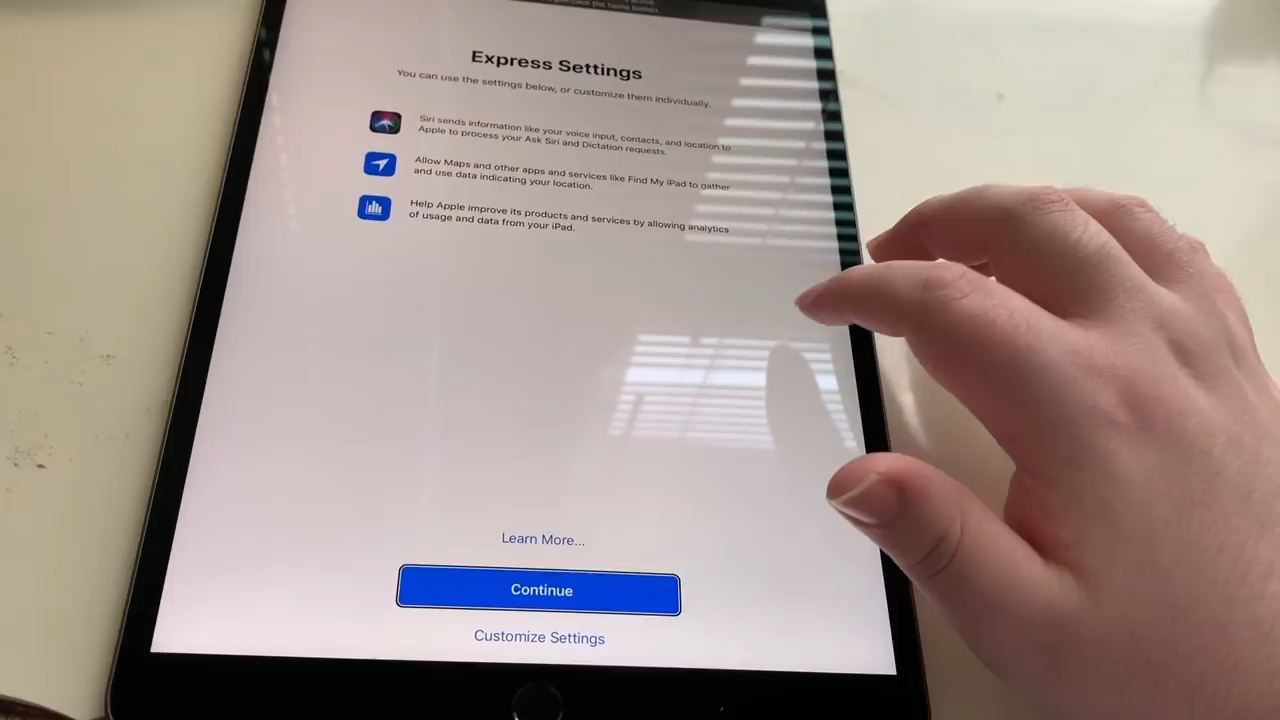 the home button.
Express Settings
You can use the settings below, or customize them individually.
Siri sends information like your voice input, contacts, and location to
Apple to process your Ask Siri and Dictation requests.
Allow Maps and other apps and services like Find My iPad to gather
and use data indicating your location.
Help Apple improve its products and services by allowing analytics
of usage and data from your iPad.
Learn More...
Continue
Customize Settings